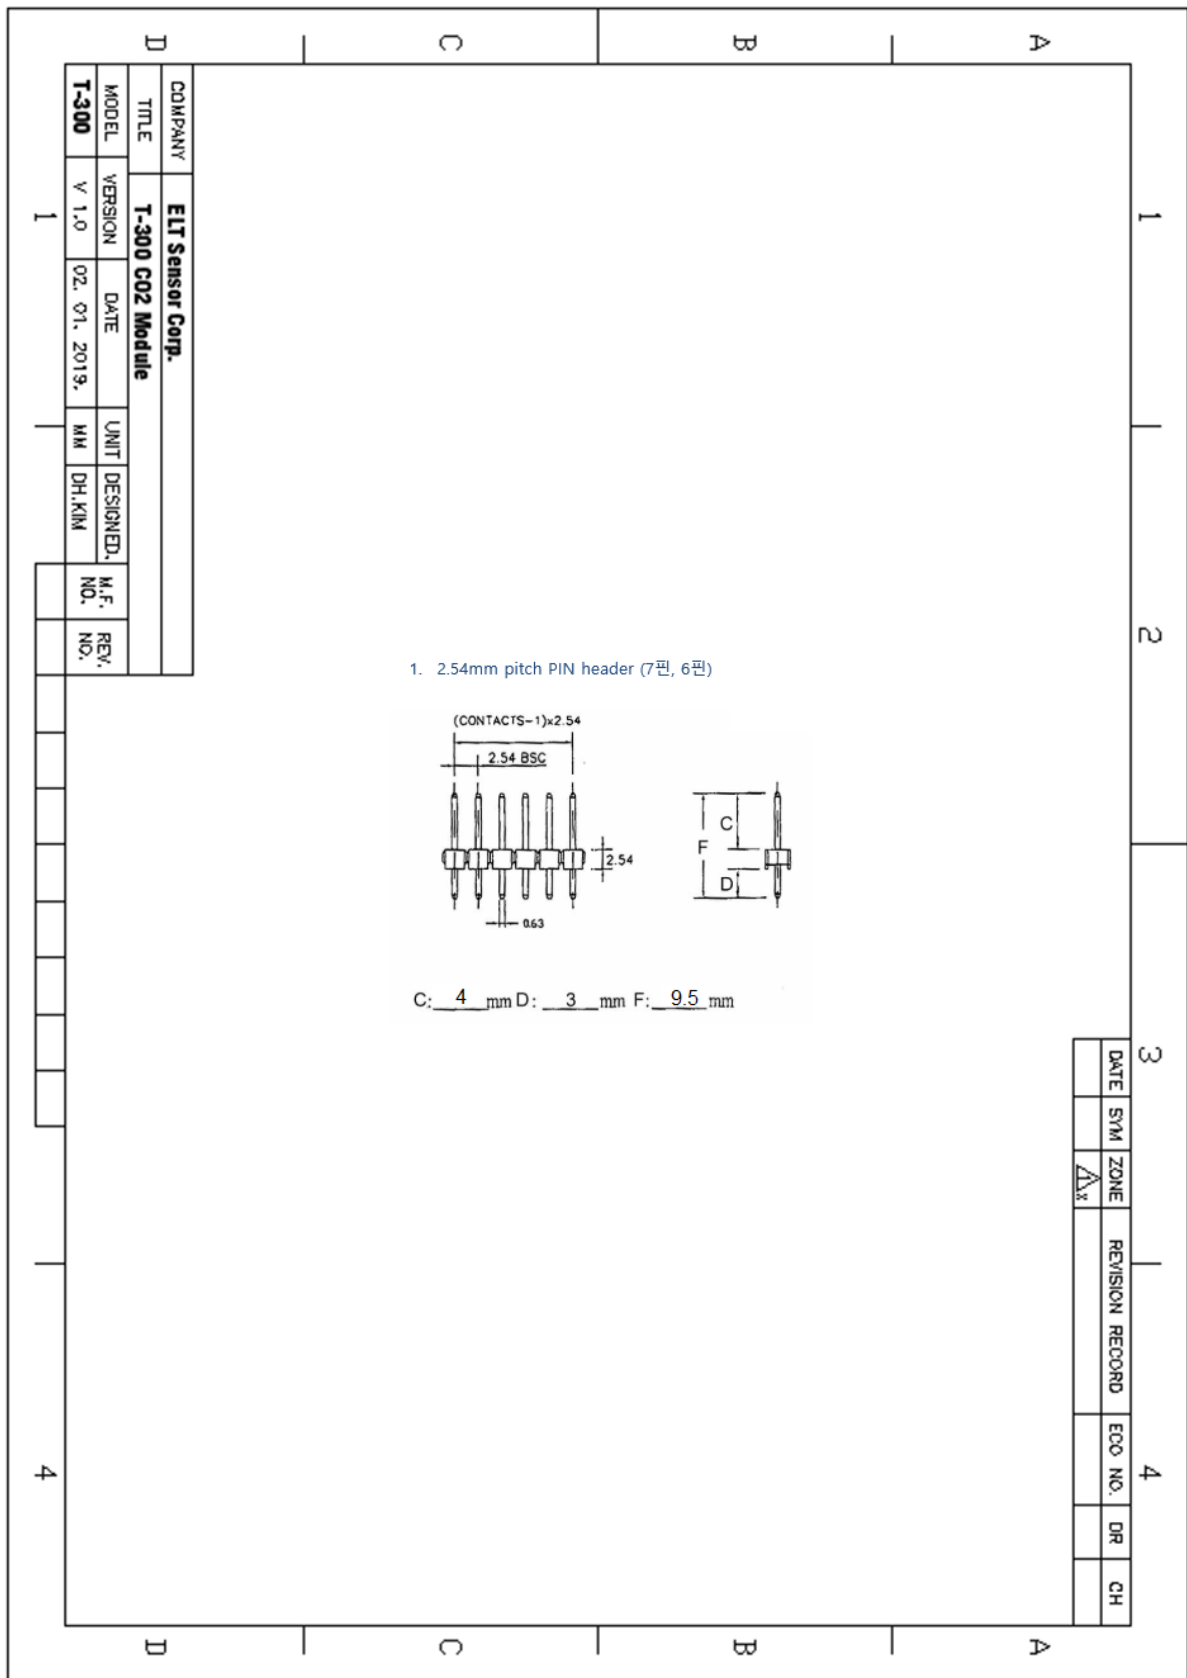 D C B A
COMPANY ELT Sensor Corp.
TITLE T-300 CO2 Module
MODEL VERSION DATE UNIT DESIGNED. M.F. NO. REV. NO.
T-300 V 1.0 02. 01. 2019. MM DH.KIM
1 1
2
1. 2.54mm pitch PIN header (7핀, 6핀)
(CONTACTS-1)x2.54
2.54 BSC
C
F
2.54
D
0.63
C: 4 mm D: 3 mm F: 9.5 mm
3
DATE SYM ZONE REVISION RECORD ECO NO. DR CH
1 x
4 4
D C B A